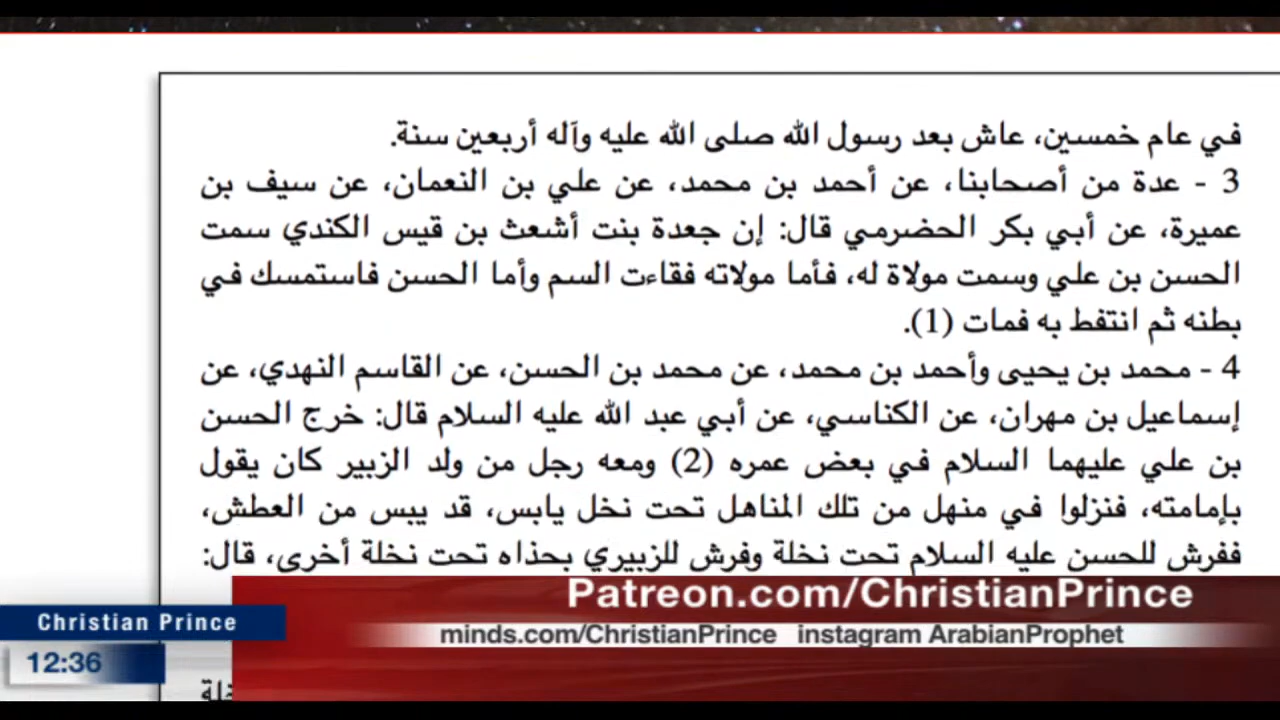 في عام خمسين، عاش بعد رسول الله صلى الله عليه وآله أربعين سنة.
3 - عدة من أصحابنا، عن أحمد بن محمد، عن علي بن النعمان، عن سيف بن
عميرة، عن أبي بكر الحضرمي قال: إن جعدة بنت أشعث بن قيس الكندي سمت
الحسن بن علي وسمت مولاة له، فأما مولاته فقاءت السم وأما الحسن فاستمسك في
بطنه ثم انتفط به فمات (1).
4 - محمد بن يحيى وأحمد بن محمد، عن محمد بن الحسن، عن القاسم النهدي، عن
إسماعيل بن مهران، عن الكناسي، عن أبي عبد الله عليه السلام قال: خرج الحسن
بن علي عليهما السلام في بعض عمره (2) ومعه رجل من ولد الزبير كان يقول
بإمامته، فنزلوا في منهل من تلك المناهل تحت نخل يابس، قد يبس من العطش،
ففرش للحسن عليه السلام تحت نخلة وفرش للزبيري بحذاه تحت نخلة أخرى، قال:
Patreon.com/ChristianPrince
Christian Prince
minds.com/ChristianPrince instagram ArabianProphet
12:36